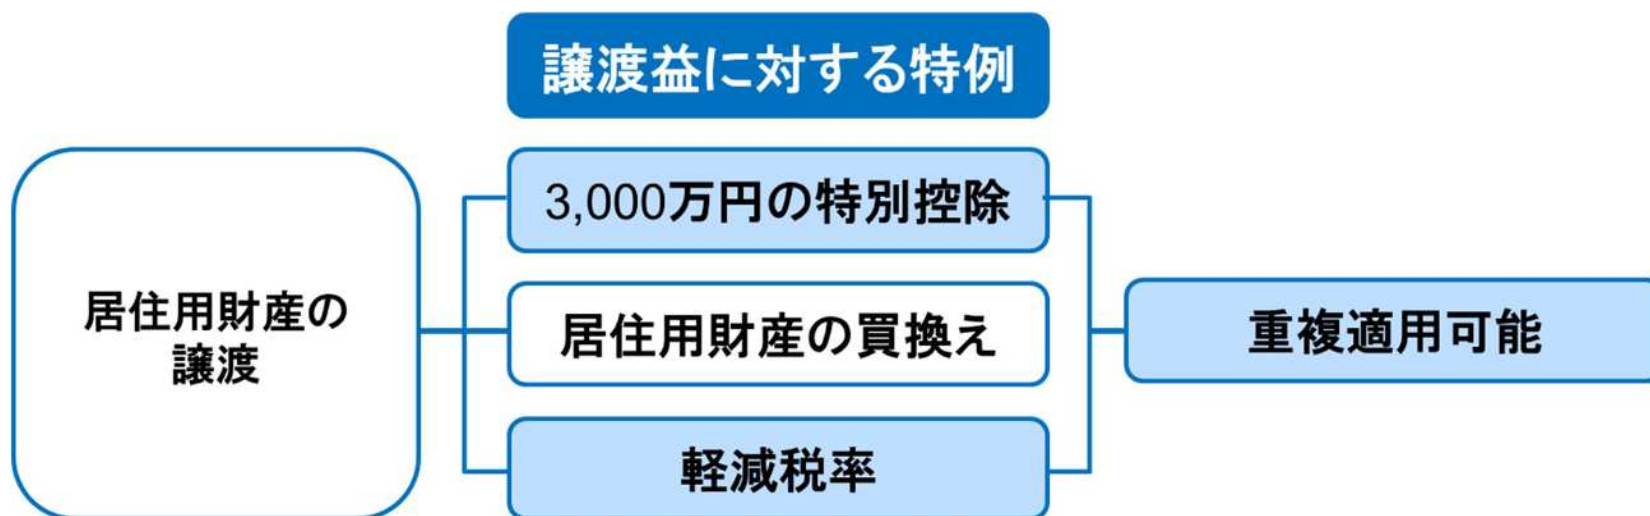 譲渡益に対する特例
3,000万円の特別控除
居住用財産の
譲渡
居住用財産の買換え
重複適用可能
軽減税率